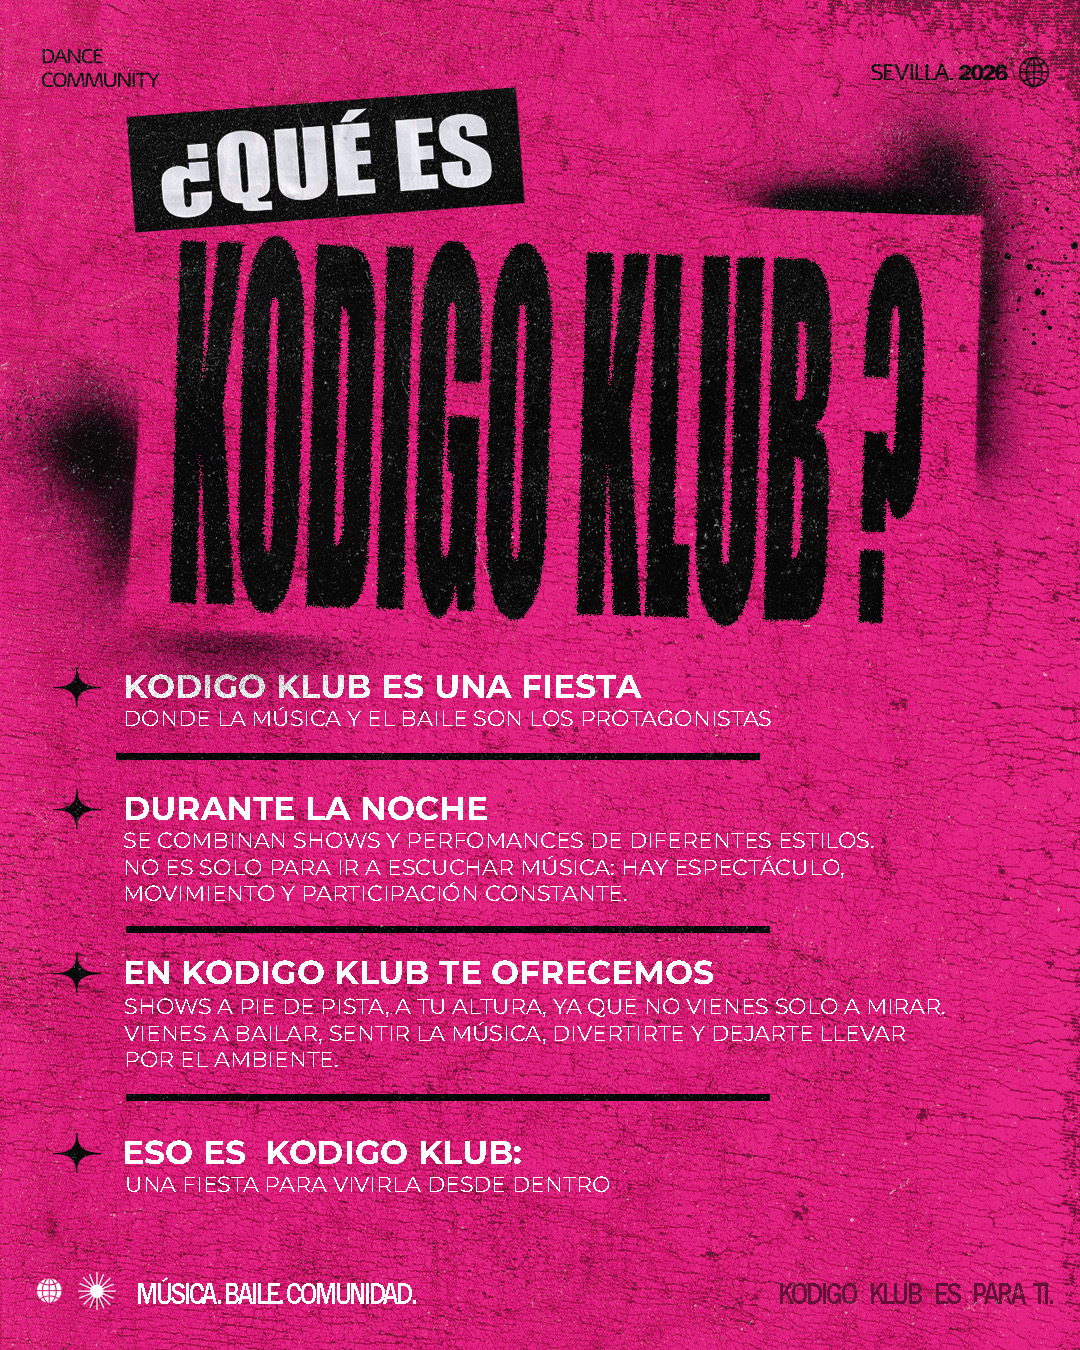 DANCE
COMMUNITY
SEVILLA. 2026
¿QUÉ ES
KODIGO KLUB ?
KODIGO KLUB ES UNA FIESTA
DONDE LA MÚSICA Y EL BAILE SON LOS PROTAGONISTAS
DURANTE LA NOCHE
SE COMBINAN SHOWS Y PERFOMANCES DE DIFERENTES ESTILOS.
NO ES SOLO PARA IR A ESCUCHAR MÚSICA: HAY ESPECTÁCULO,
MOVIMIENTO Y PARTICIPACIÓN CONSTANTE.
EN KODIGO KLUB TE OFRECEMOS
SHOWS A PIE DE PISTA, A TU ALTURA, YA QUE NO VIENES SOLO A MIRAR.
VIENES A BAILAR, SENTIR LA MÚSICA, DIVERTIRTE Y DEJARTE LLEVAR
POR EL AMBIENTE.
ESO ES KODIGO KLUB:
UNA FIESTA PARA VIVIRLA DESDE DENTRO
MÚSICA. BAILE. COMUNIDAD.
KODIGO KLUB ES PARA TI.